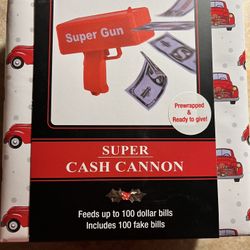 Super Gun
$
$
Prewrapped
&
Ready to give!
SUPER
CASH CANNON
Feeds up to 100 dollar bills
Includes 100 fake bills